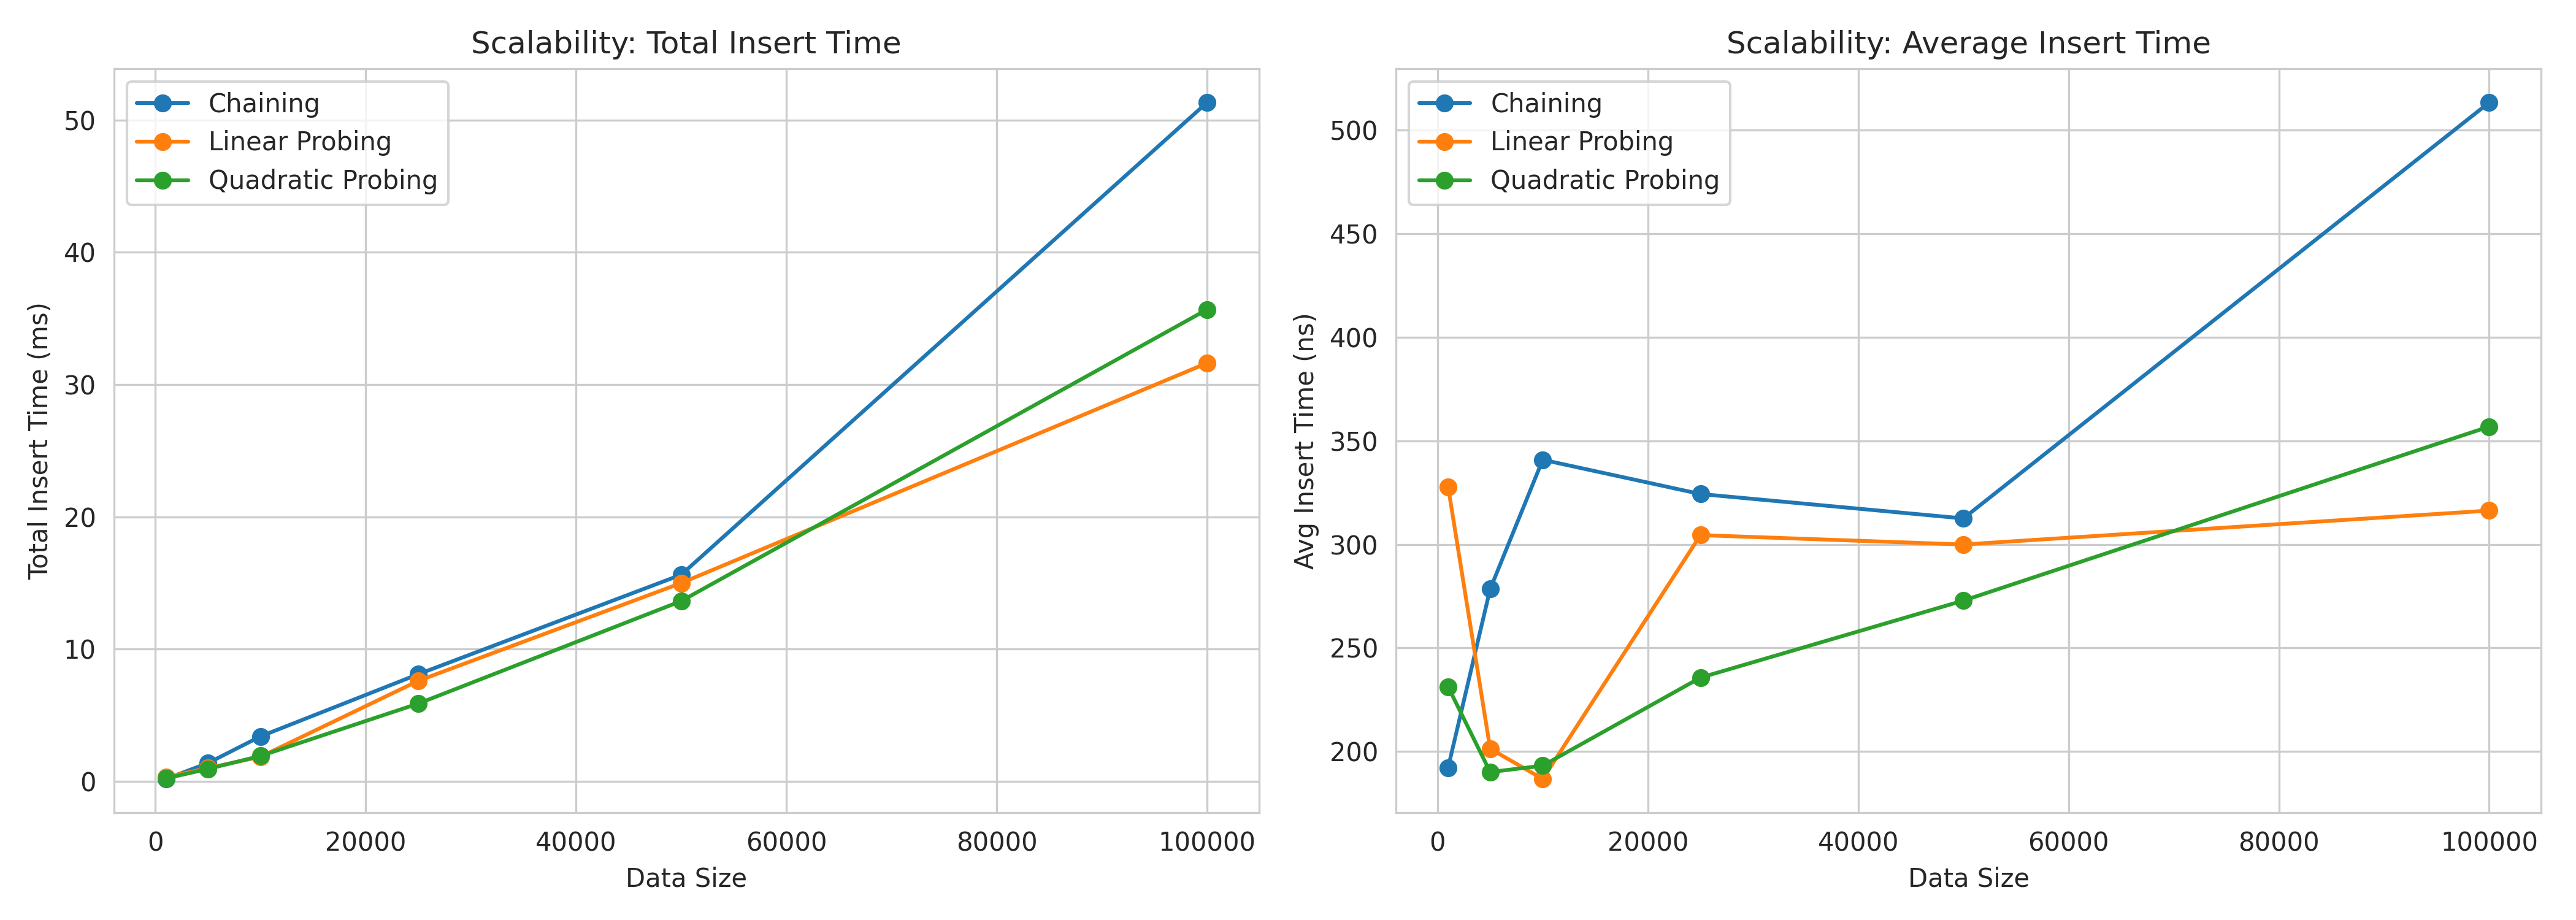 Scalability: Total Insert Time
Chaining
Linear Probing
Quadratic Probing
Total Insert Time (ms)
50
40
30
20
10
0
0 20000 40000 60000 80000 100000
Data Size
Scalability: Average Insert Time
Chaining
Linear Probing
Quadratic Probing
Avg Insert Time (ns)
500
450
400
350
300
250
200
0 20000 40000 60000 80000 100000
Data Size